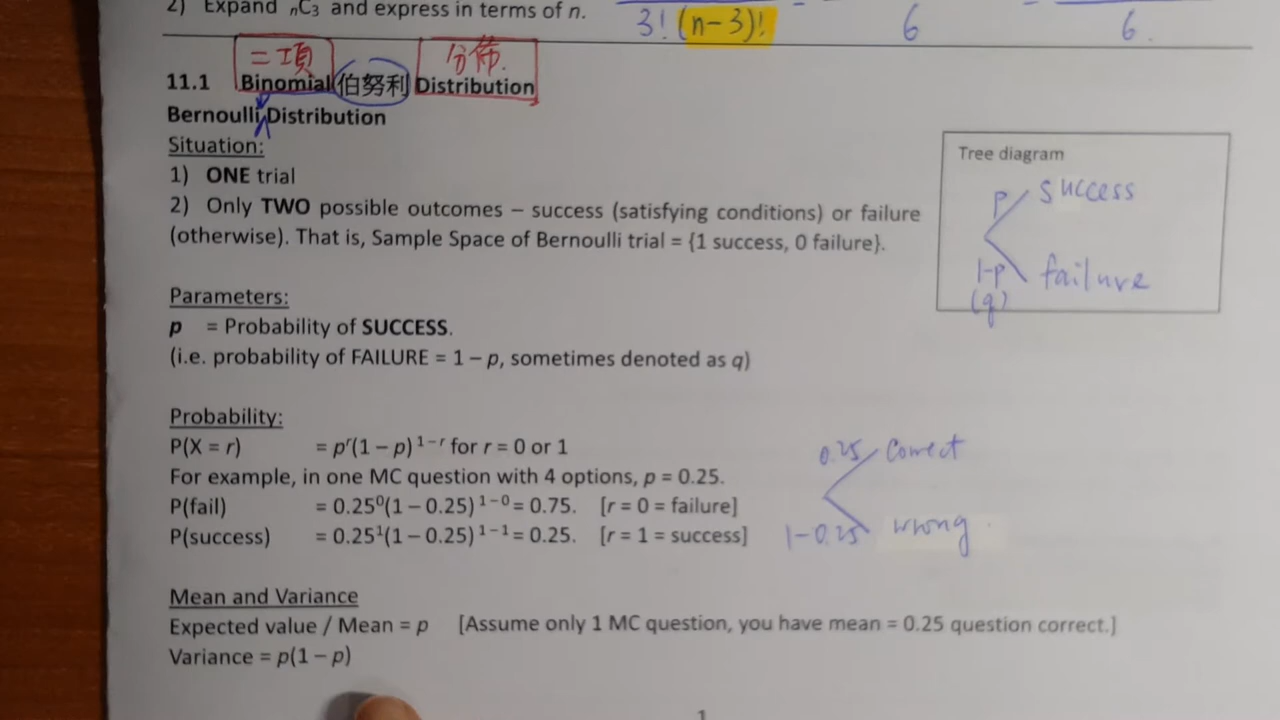 2) Expand ₙC₃ and express in terms of n.
3!(n-3)! = 6 = 6.
二項 分佈.
11.1 Binomial 伯努利 Distribution
Bernoulli Distribution
Situation:
1) ONE trial
2) Only TWO possible outcomes – success (satisfying conditions) or failure
(otherwise). That is, Sample Space of Bernoulli trial = {1 success, 0 failure}.
Tree diagram
p success
1-p failure
(q)
Parameters:
p = Probability of SUCCESS.
(i.e. probability of FAILURE = 1 – p, sometimes denoted as q)
Probability:
P(X = r) = pʳ(1 – p)¹⁻ʳ for r = 0 or 1
For example, in one MC question with 4 options, p = 0.25.
P(fail) = 0.25⁰(1 – 0.25)¹⁻⁰ = 0.75. [r = 0 = failure]
P(success) = 0.25¹(1 – 0.25)¹⁻¹ = 0.25. [r = 1 = success]
0.25 correct
1-0.25 wrong
Mean and Variance
Expected value / Mean = p [Assume only 1 MC question, you have mean = 0.25 question correct.]
Variance = p(1 – p)
1